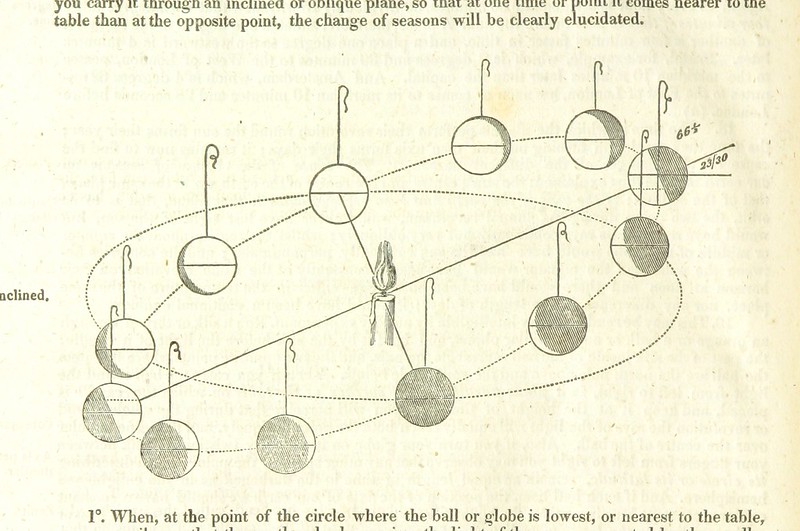 you carry it through an inclined or oblique plane, so that at one time or point it comes nearer to the
table than at the opposite point, the change of seasons will be clearly elucidated.
66½
23/30
nclined,
1°. When, at the point of the circle where the ball or globe is lowest, or nearest to the table,